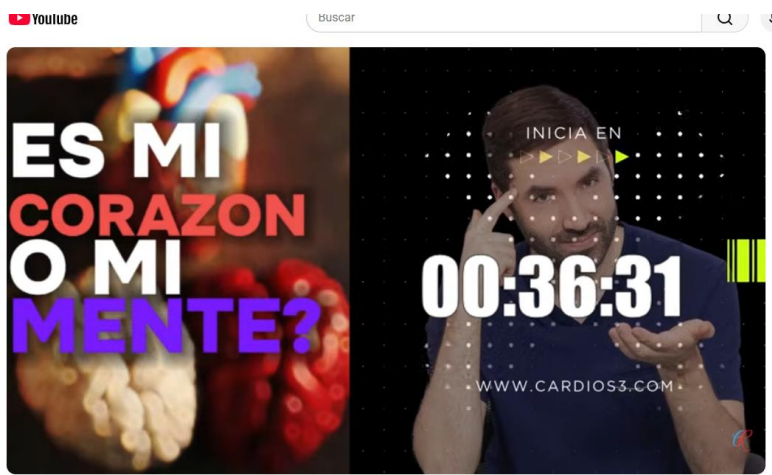 YouTube
Buscar
ES MI
CORAZON
O MI
MENTE?
INICIA EN
00:36:31
WWW.CARDIOS3.COM